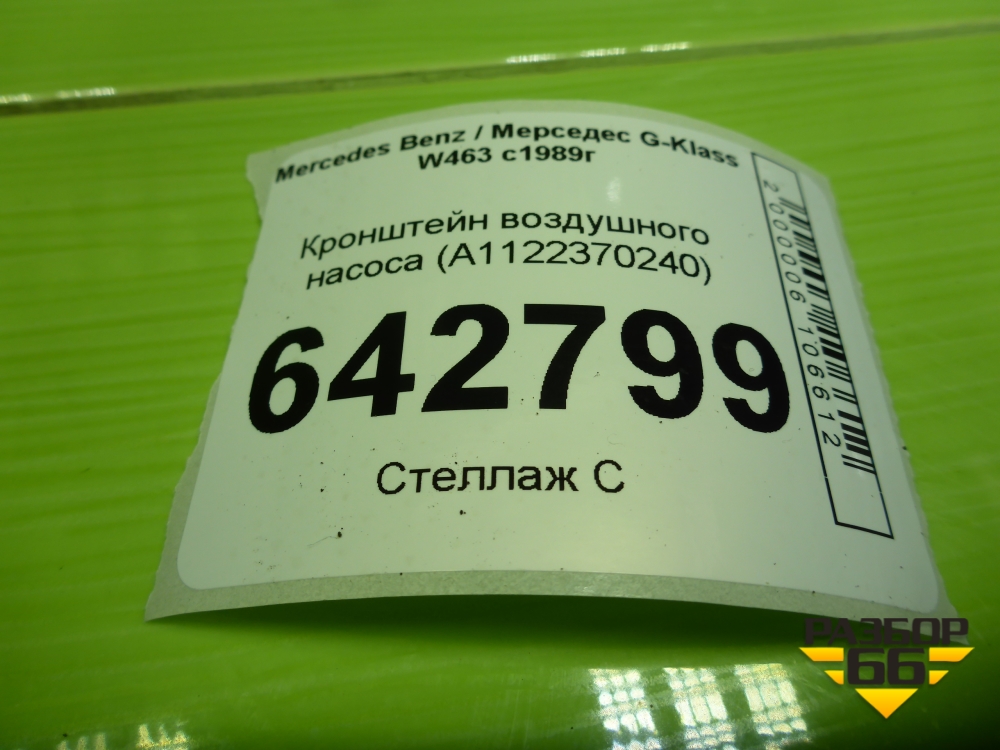 Mercedes Benz / Мерседес G-Klass
W463 с1989г
Кронштейн воздушного
насоса (A1122370240)
642799
Стеллаж С
2000006106612
РАЗБОР
66